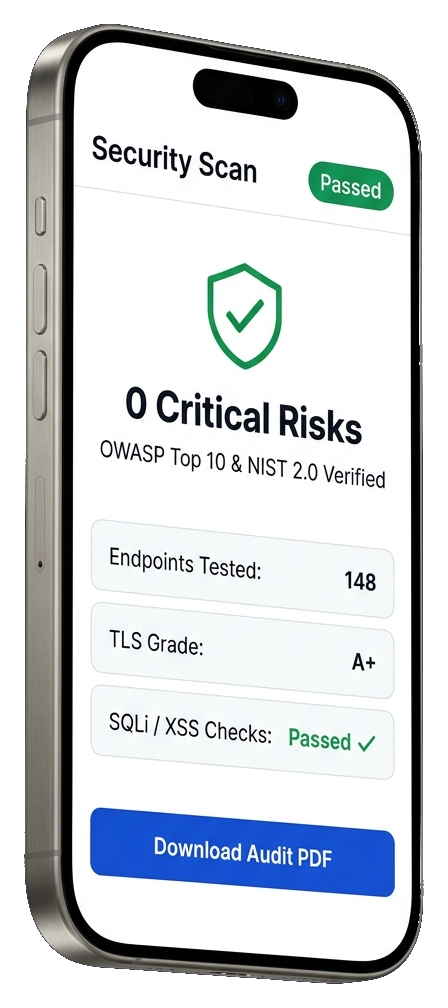 Security Scan
Passed
0 Critical Risks
OWASP Top 10 & NIST 2.0 Verified
Endpoints Tested: 148
TLS Grade: A+
SQLi / XSS Checks: Passed ✓
Download Audit PDF